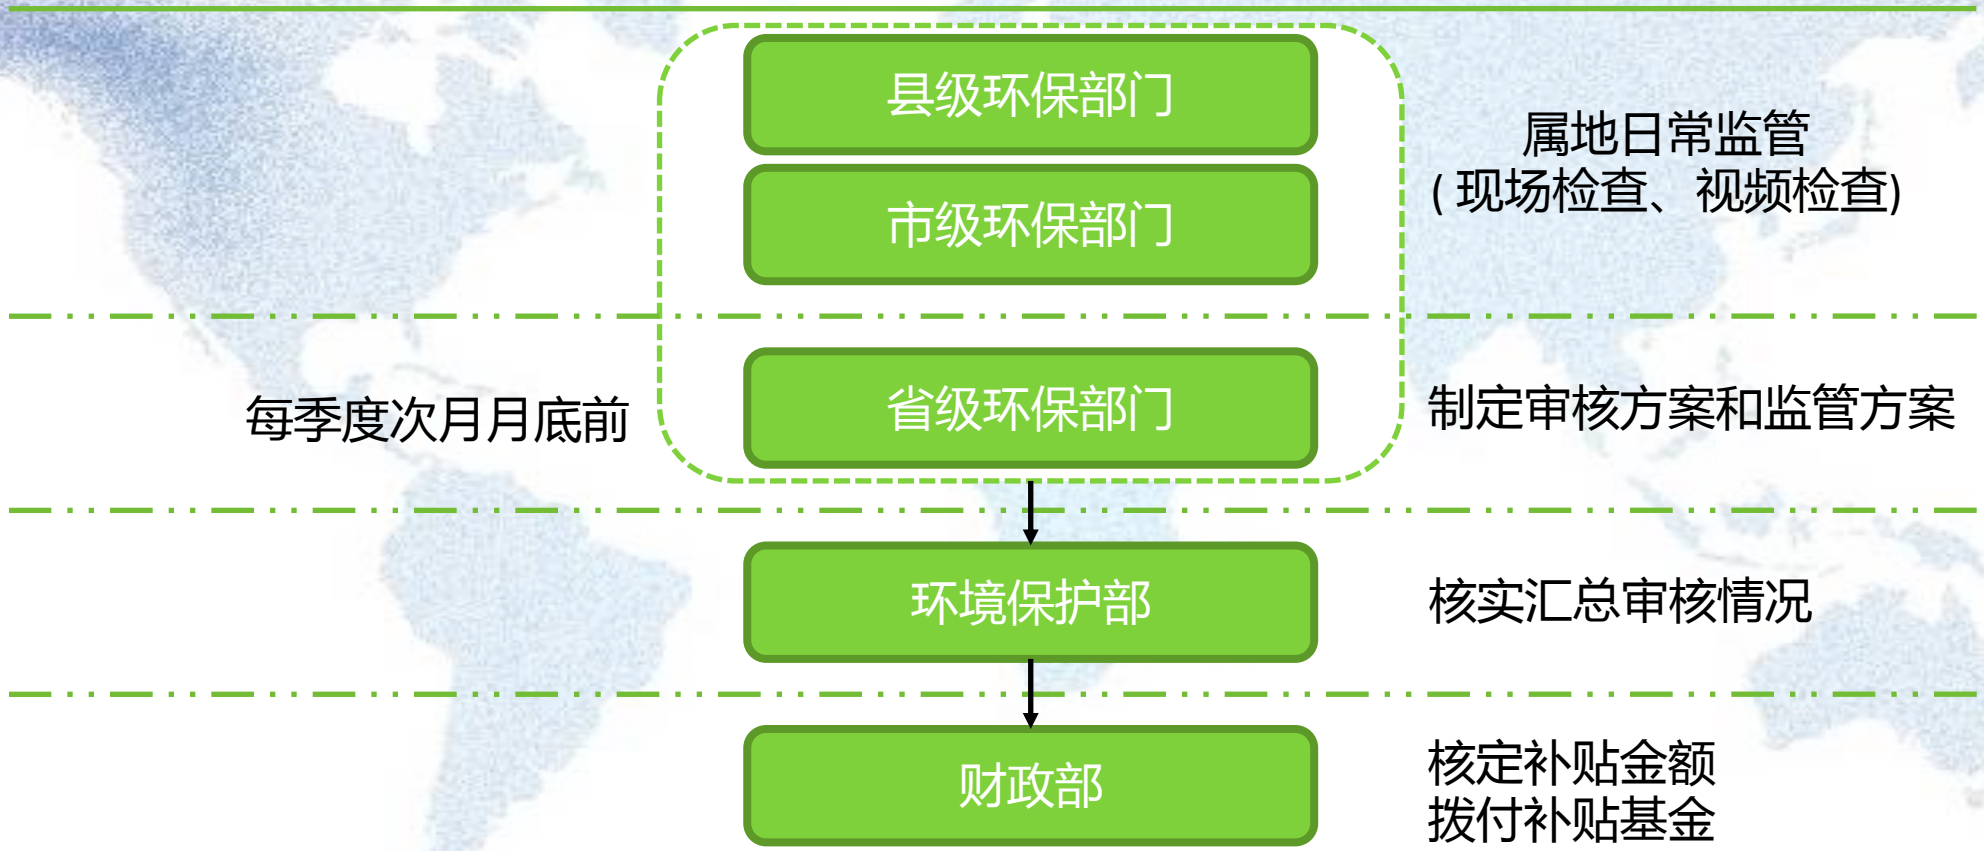 县级环保部门
市级环保部门
属地日常监管
( 现场检查、视频检查)
每季度次月月底前
省级环保部门
制定审核方案和监管方案
环境保护部
核实汇总审核情况
财政部
核定补贴金额
拨付补贴基金